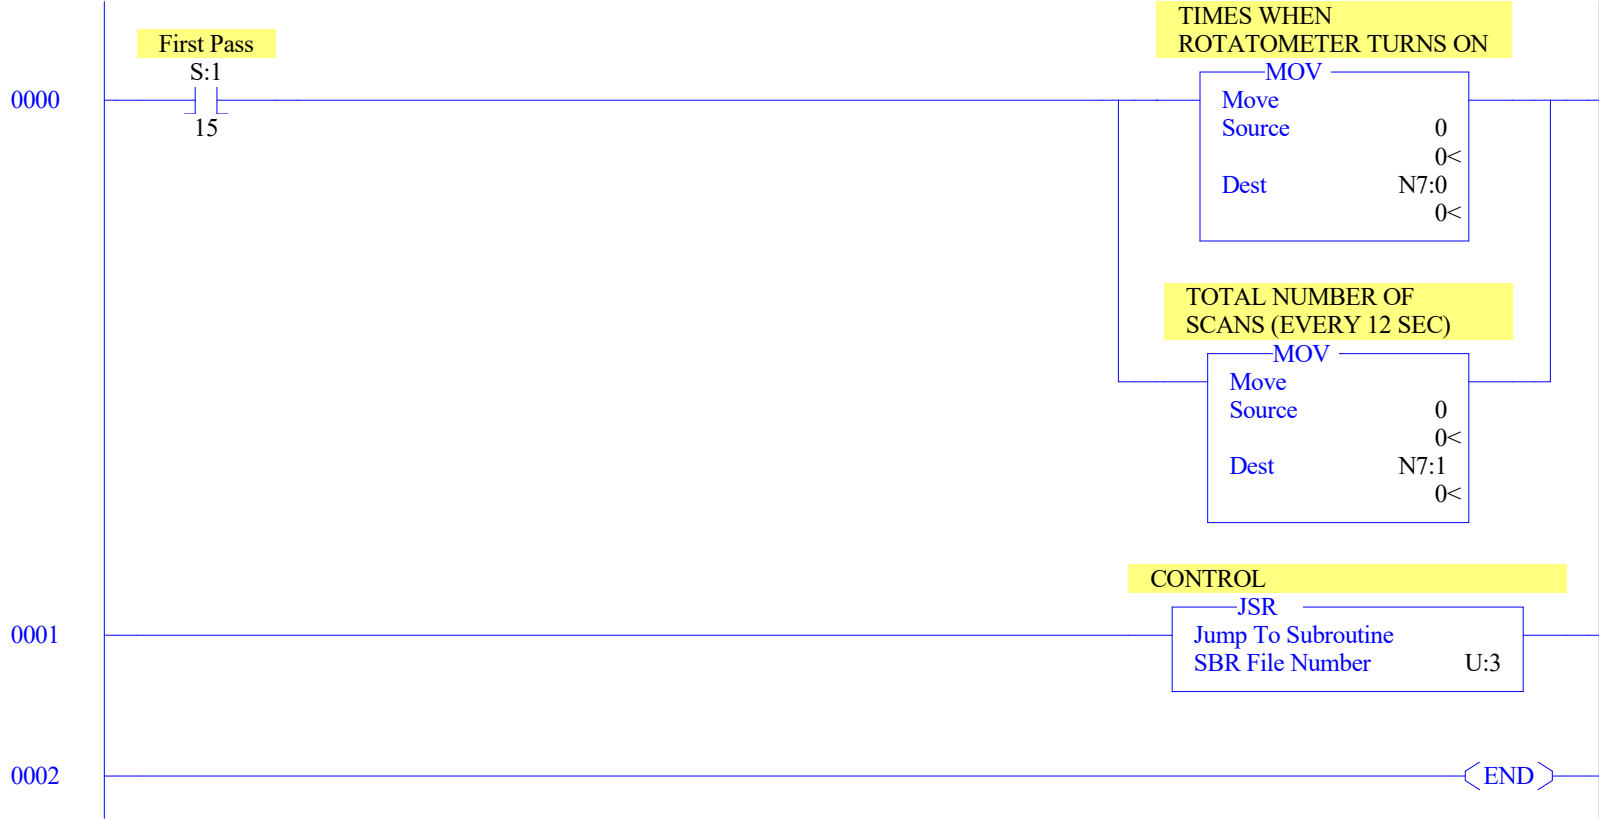 First Pass
S:1
15
0000
TIMES WHEN
ROTATOMETER TURNS ON
MOV
Move
Source 0
0<
Dest N7:0
0<
TOTAL NUMBER OF
SCANS (EVERY 12 SEC)
MOV
Move
Source 0
0<
Dest N7:1
0<
CONTROL
JSR
0001
Jump To Subroutine
SBR File Number U:3
0002
END